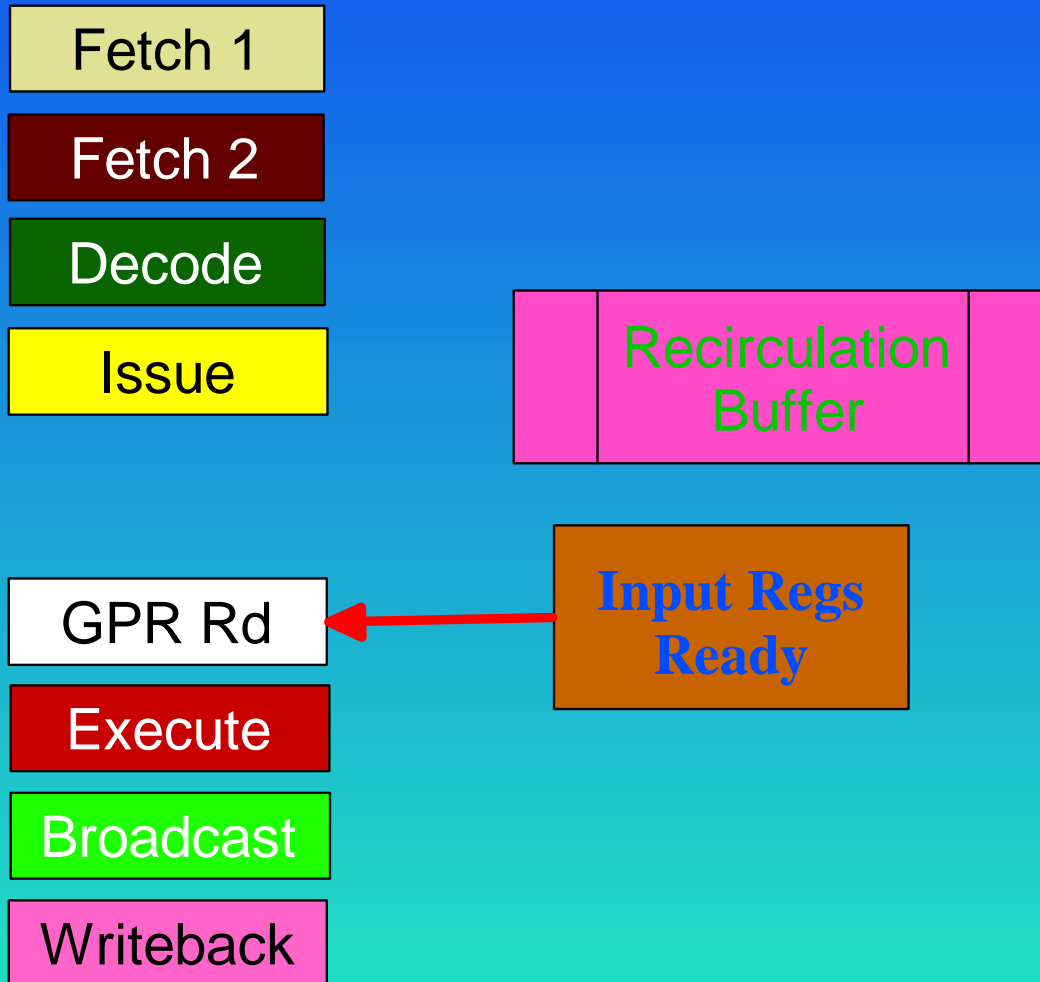 Fetch 1
Fetch 2
Decode
Issue
Recirculation
Buffer
GPR Rd
Input Regs
Ready
Execute
Broadcast
Writeback